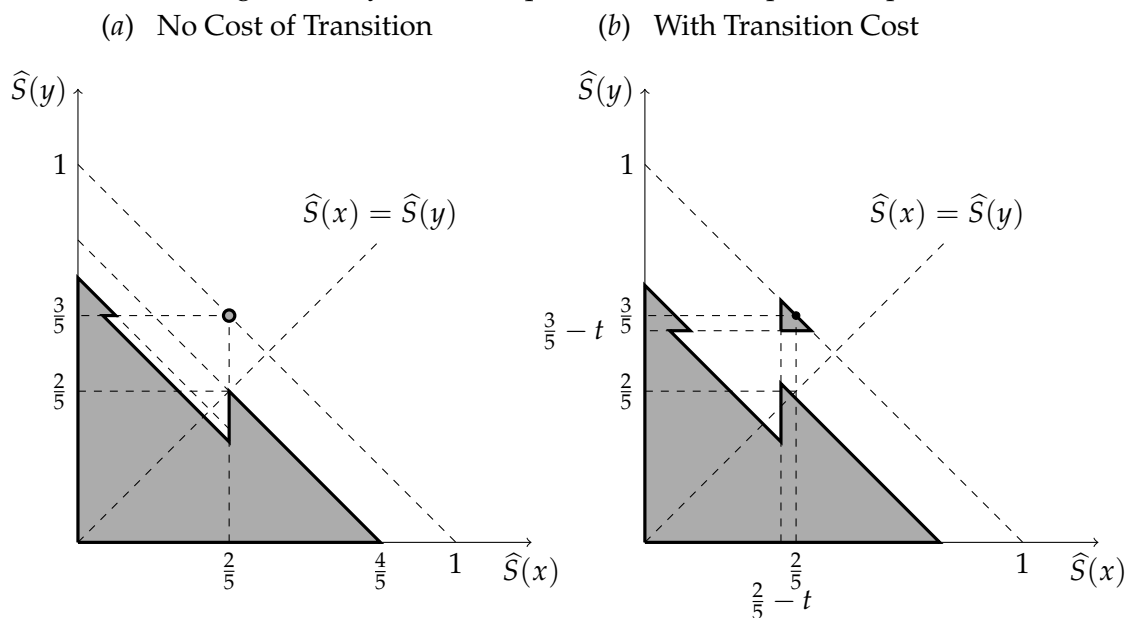 (a) No Cost of Transition
(b) With Transition Cost
Ŝ(y)
1
Ŝ(x) = Ŝ(y)
3/5
2/5
2/5
4/5
1
Ŝ(x)
Ŝ(y)
1
Ŝ(x) = Ŝ(y)
3/5
3/5 − t
2/5
2/5
1
Ŝ(x)
2/5 − t